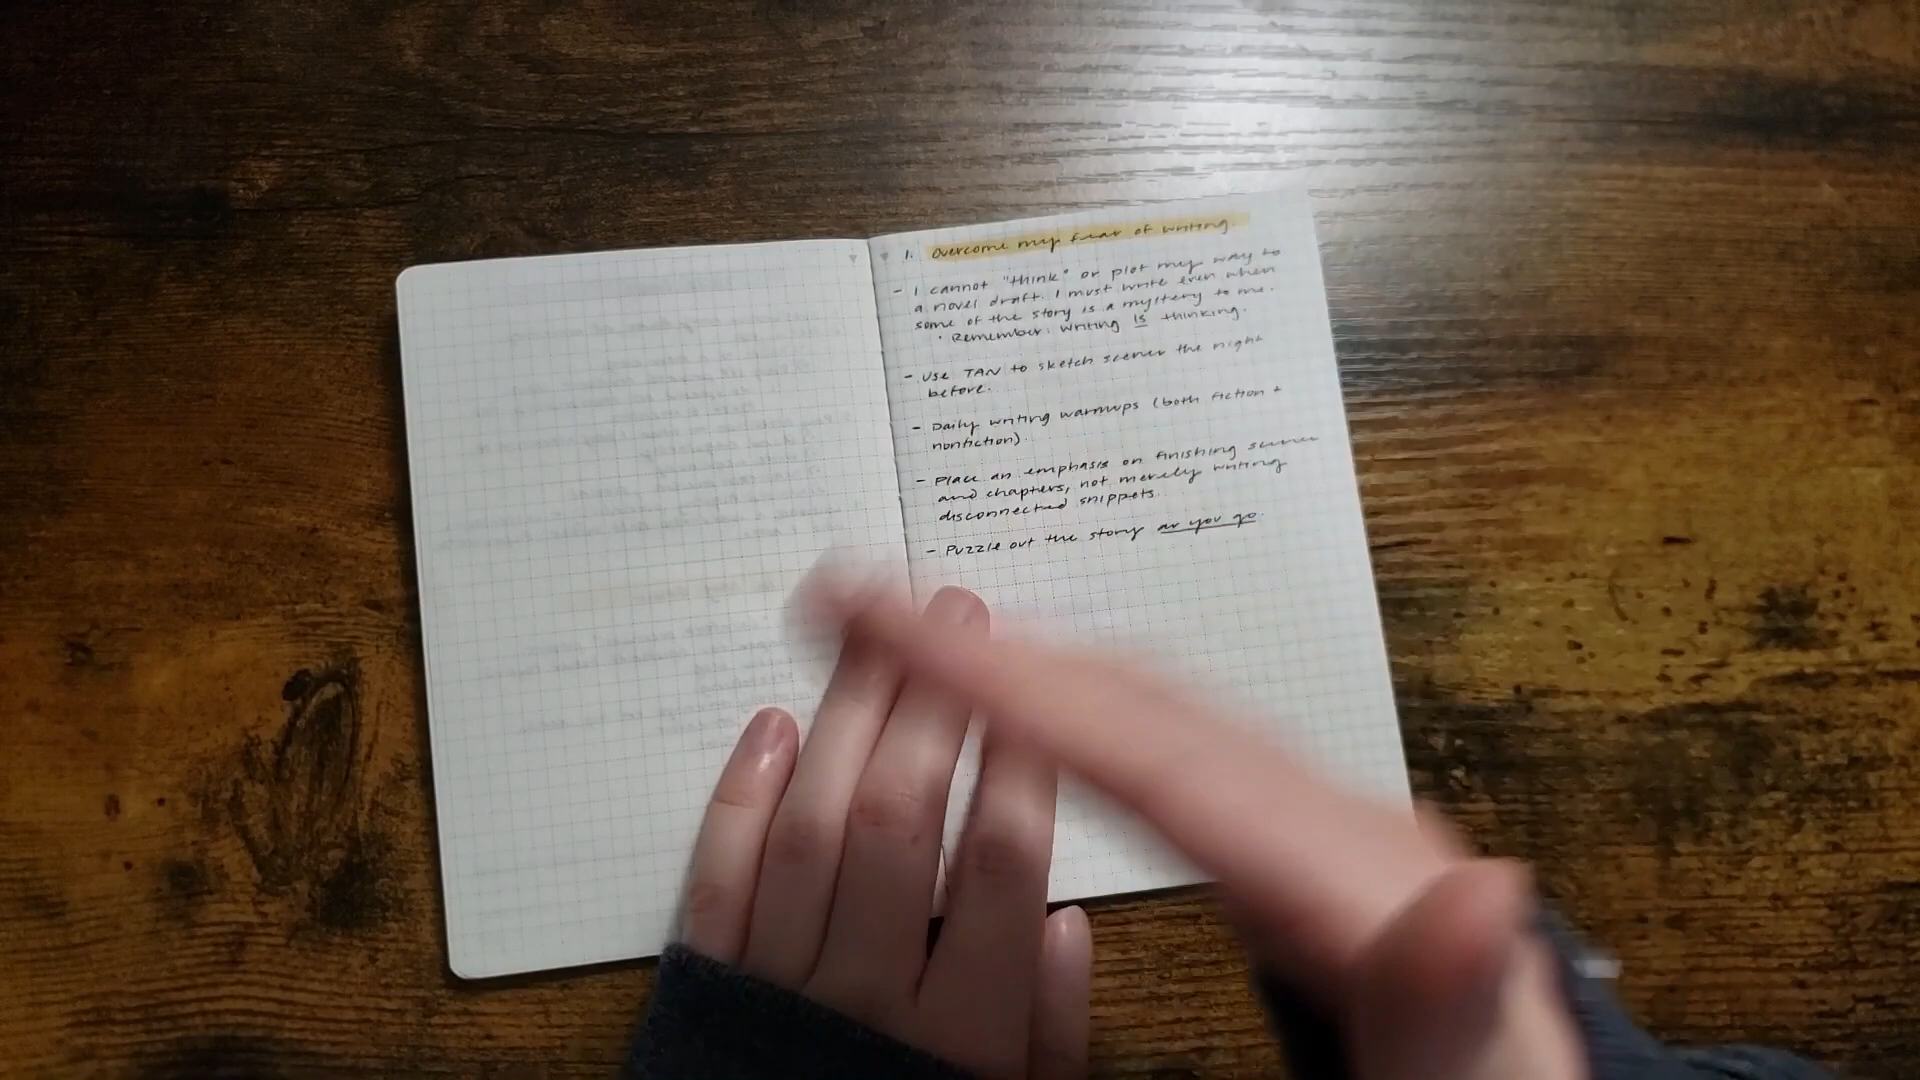 1. Overcome my fear of writing.
- I cannot "think" or plot my way to
a novel draft. I must write even when
some of the story is a mystery to me.
• Remember: writing is thinking.
- Use TAN to sketch scenes the night
before.
- Daily writing warmups (both fiction +
nonfiction).
- Place an emphasis on finishing scenes
and chapters, not merely writing
disconnected snippets.
- Puzzle out the story as you go.